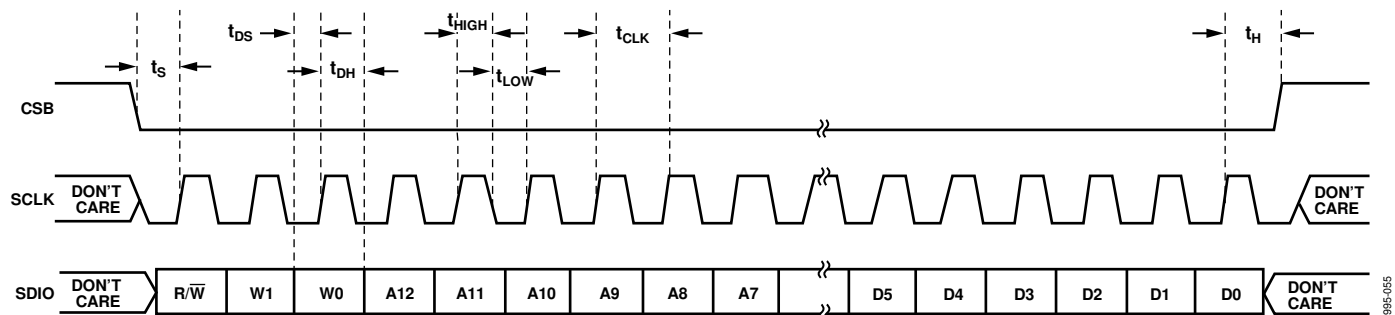 tDS
tHIGH
tCLK
tH
tS
tDH
tLOW
CSB
SCLK
DON'T
CARE
DON'T
CARE
SDIO
DON'T
CARE
R/W̅
W1
W0
A12
A11
A10
A9
A8
A7
D5
D4
D3
D2
D1
D0
DON'T
CARE
995-055